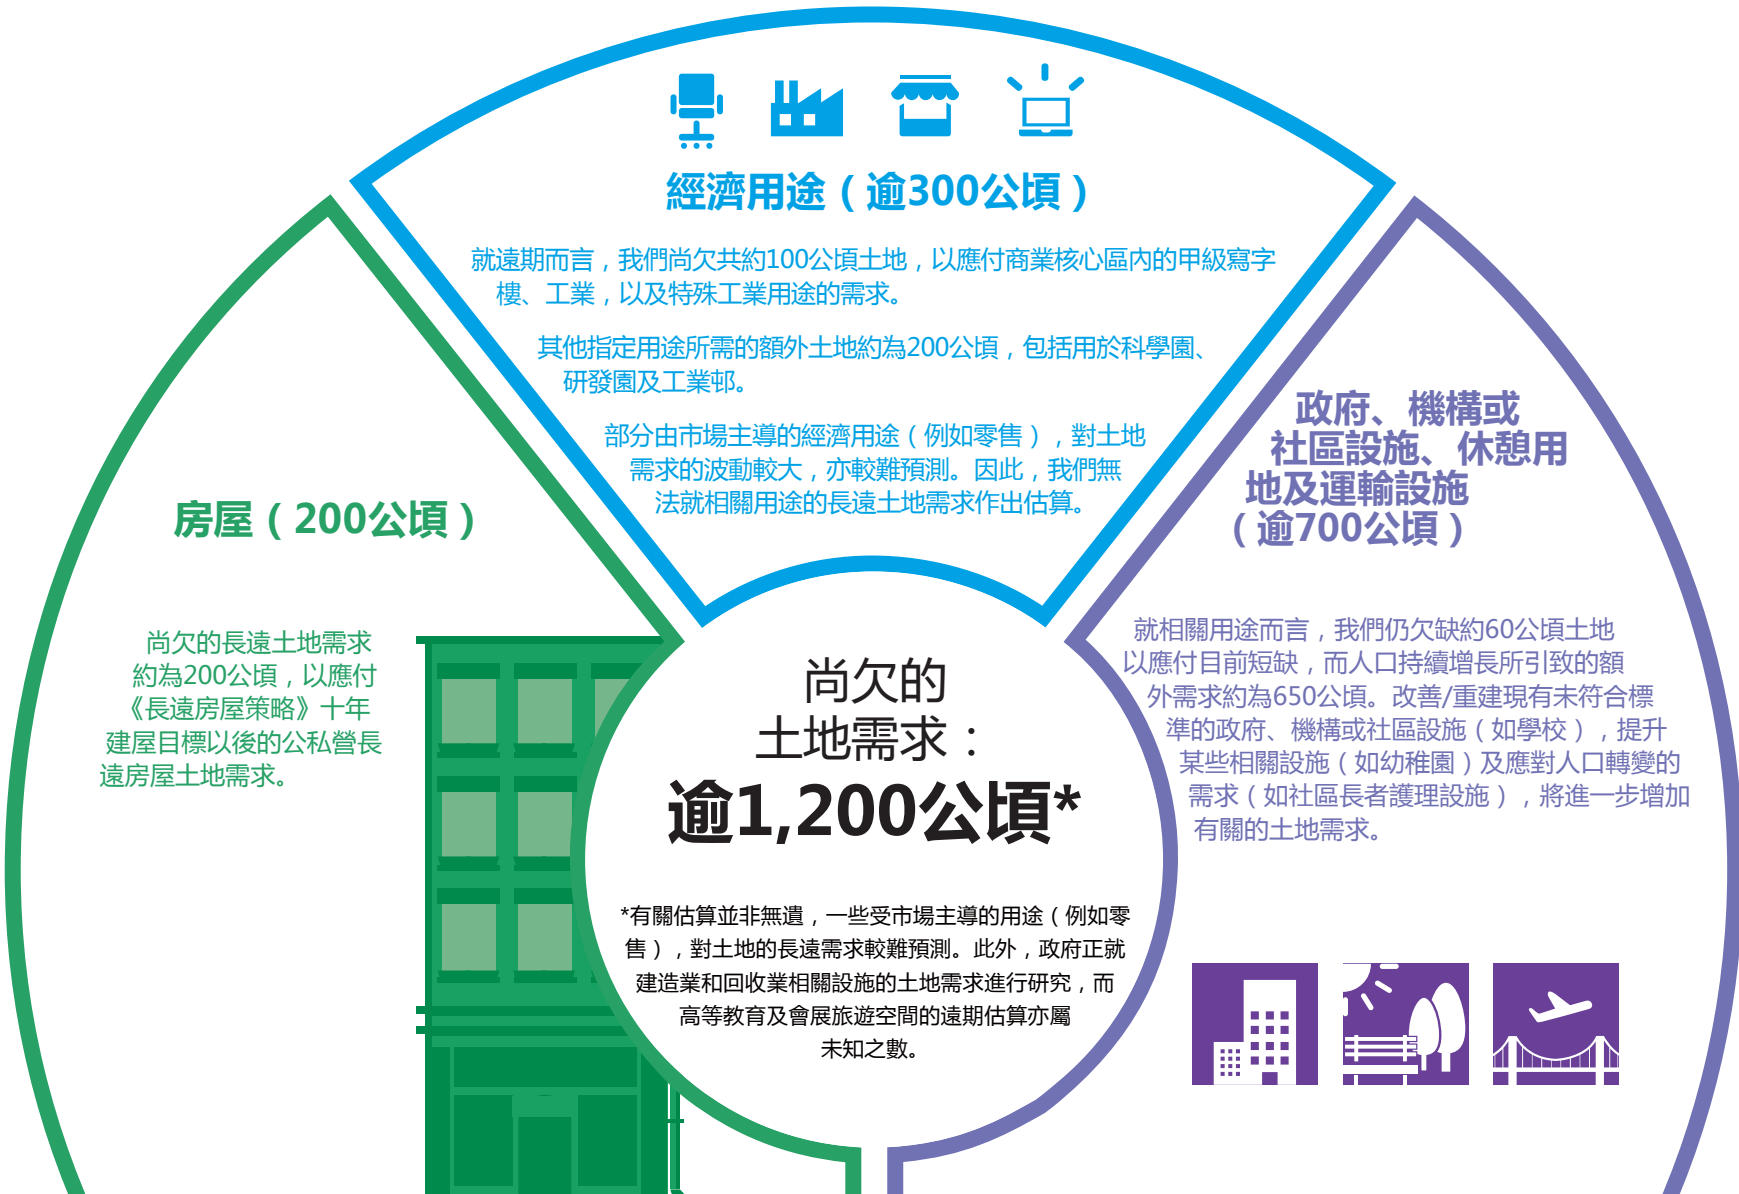 經濟用途（逾300公頃）
就遠期而言，我們尚欠共約100公頃土地，以應付商業核心區內的甲級寫字
樓、工業，以及特殊工業用途的需求。
其他指定用途所需的額外土地約為200公頃，包括用於科學園、
研發園及工業邨。
部分由市場主導的經濟用途（例如零售），對土地
需求的波動較大，亦較難預測。因此，我們無
法就相關用途的長遠土地需求作出估算。
房屋（200公頃）
尚欠的長遠土地需求
約為200公頃，以應付
《長遠房屋策略》十年
建屋目標以後的公私營長
遠房屋土地需求。
尚欠的
土地需求：
逾1,200公頃*
*有關估算並非無遺，一些受市場主導的用途（例如零
售），對土地的長遠需求較難預測。此外，政府正就
建造業和回收業相關設施的土地需求進行研究，而
高等教育及會展旅遊空間的遠期估算亦屬
未知之數。
政府、機構或
社區設施、休憩用
地及運輸設施
（逾700公頃）
就相關用途而言，我們仍欠缺約60公頃土地
以應付目前短缺，而人口持續增長所引致的額
外需求約為650公頃。改善/重建現有未符合標
準的政府、機構或社區設施（如學校），提升
某些相關設施（如幼稚園）及應對人口轉變的
需求（如社區長者護理設施），將進一步增加
有關的土地需求。